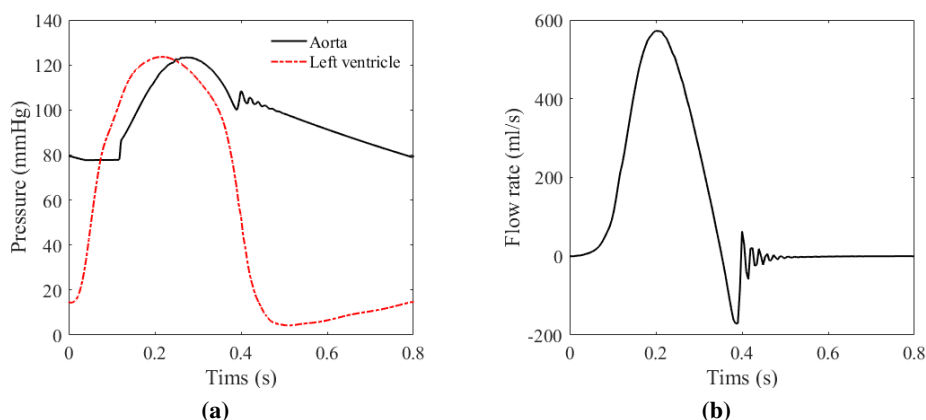 140
120
100
80
60
40
20
0
Pressure (mmHg)
Aorta
Left ventricle
0 0.2 0.4 0.6 0.8
Tims (s)
(a)
600
400
200
0
-200
Flow rate (ml/s)
0 0.2 0.4 0.6 0.8
Tims (s)
(b)